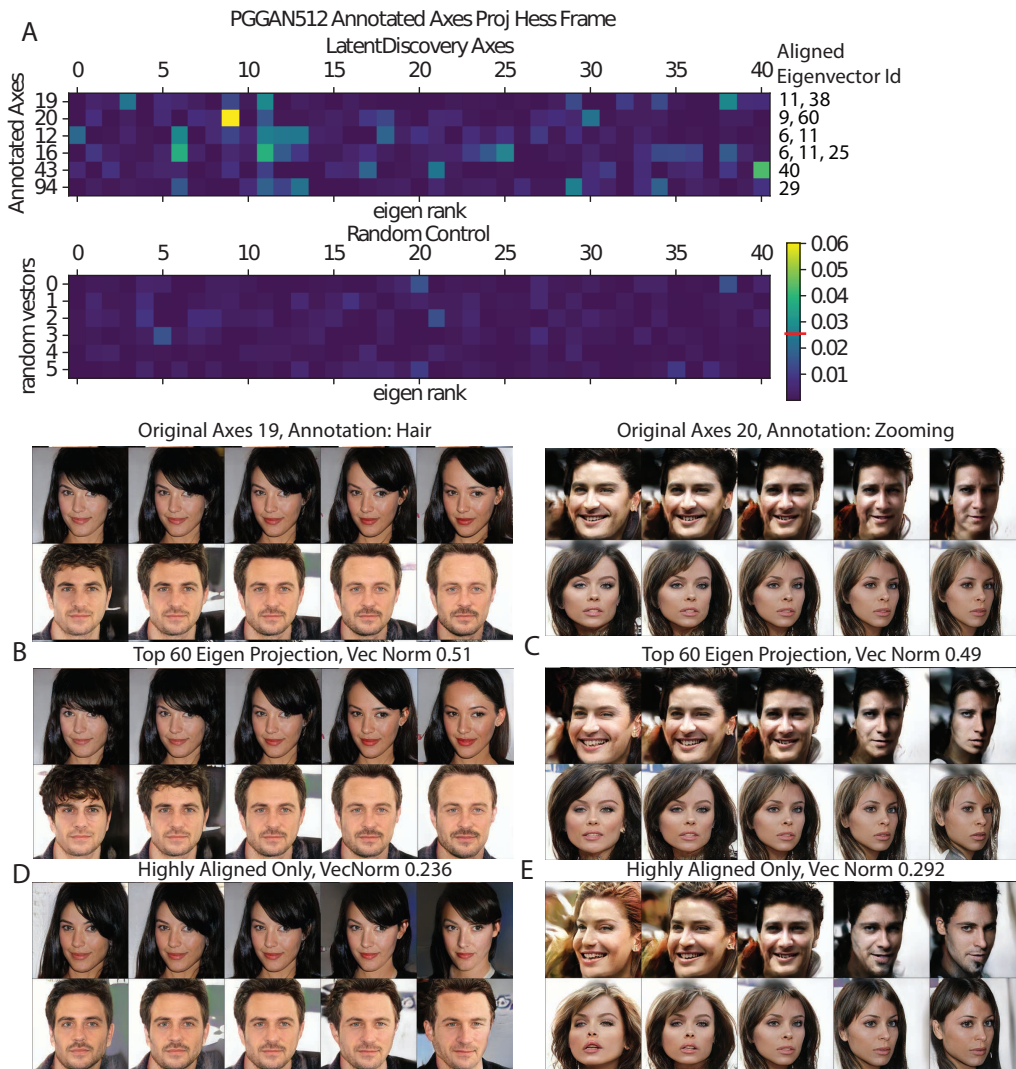 PGGAN512 Annotated Axes Proj Hess Frame
A
LatentDiscovery Axes
Aligned
Eigenvector Id
0 5 10 15 20 25 30 35 40
Annotated Axes
19 11, 38
20 9, 60
12 6, 11
16 6, 11, 25
43 40
94 29
eigen rank
Random Control
0 5 10 15 20 25 30 35 40
random vestors
0
1
2
3
4
5
eigen rank
0.06
0.05
0.04
0.03
0.02
0.01
Original Axes 19, Annotation: Hair
Original Axes 20, Annotation: Zooming
B
Top 60 Eigen Projection, Vec Norm 0.51
C
Top 60 Eigen Projection, Vec Norm 0.49
D
Highly Aligned Only, VecNorm 0.236
E
Highly Aligned Only, Vec Norm 0.292